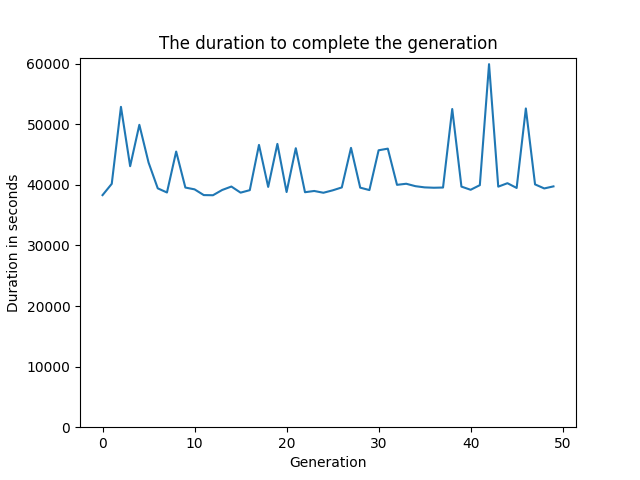 The duration to complete the generation
60000
50000
40000
30000
20000
10000
0
Duration in seconds
0 10 20 30 40 50
Generation